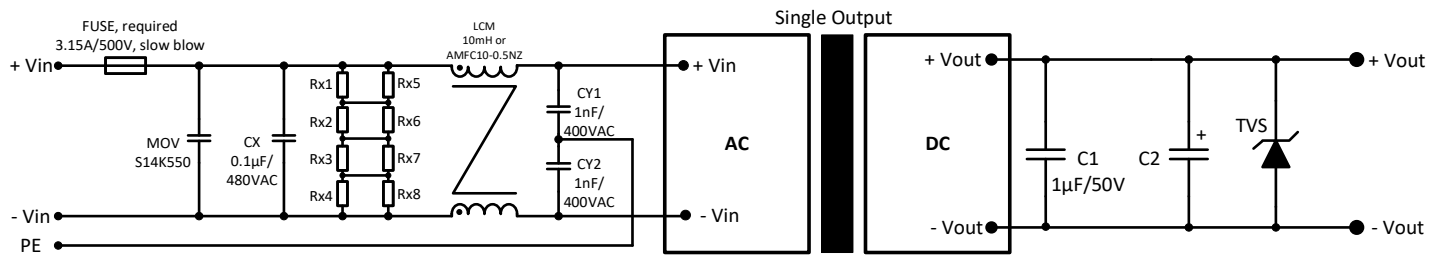 Single Output
FUSE, required
3.15A/500V, slow blow
LCM
10mH or
AMFC10-0.5NZ
+ Vin
Rx1
Rx5
Rx2
Rx6
Rx3
Rx7
Rx4
Rx8
MOV
S14K550
CX
0.1µF/
480VAC
CY1
1nF/
400VAC
CY2
1nF/
400VAC
- Vin
PE
+ Vin
AC
- Vin
+ Vout
DC
- Vout
C1
1µF/50V
C2
+
TVS
+ Vout
- Vout